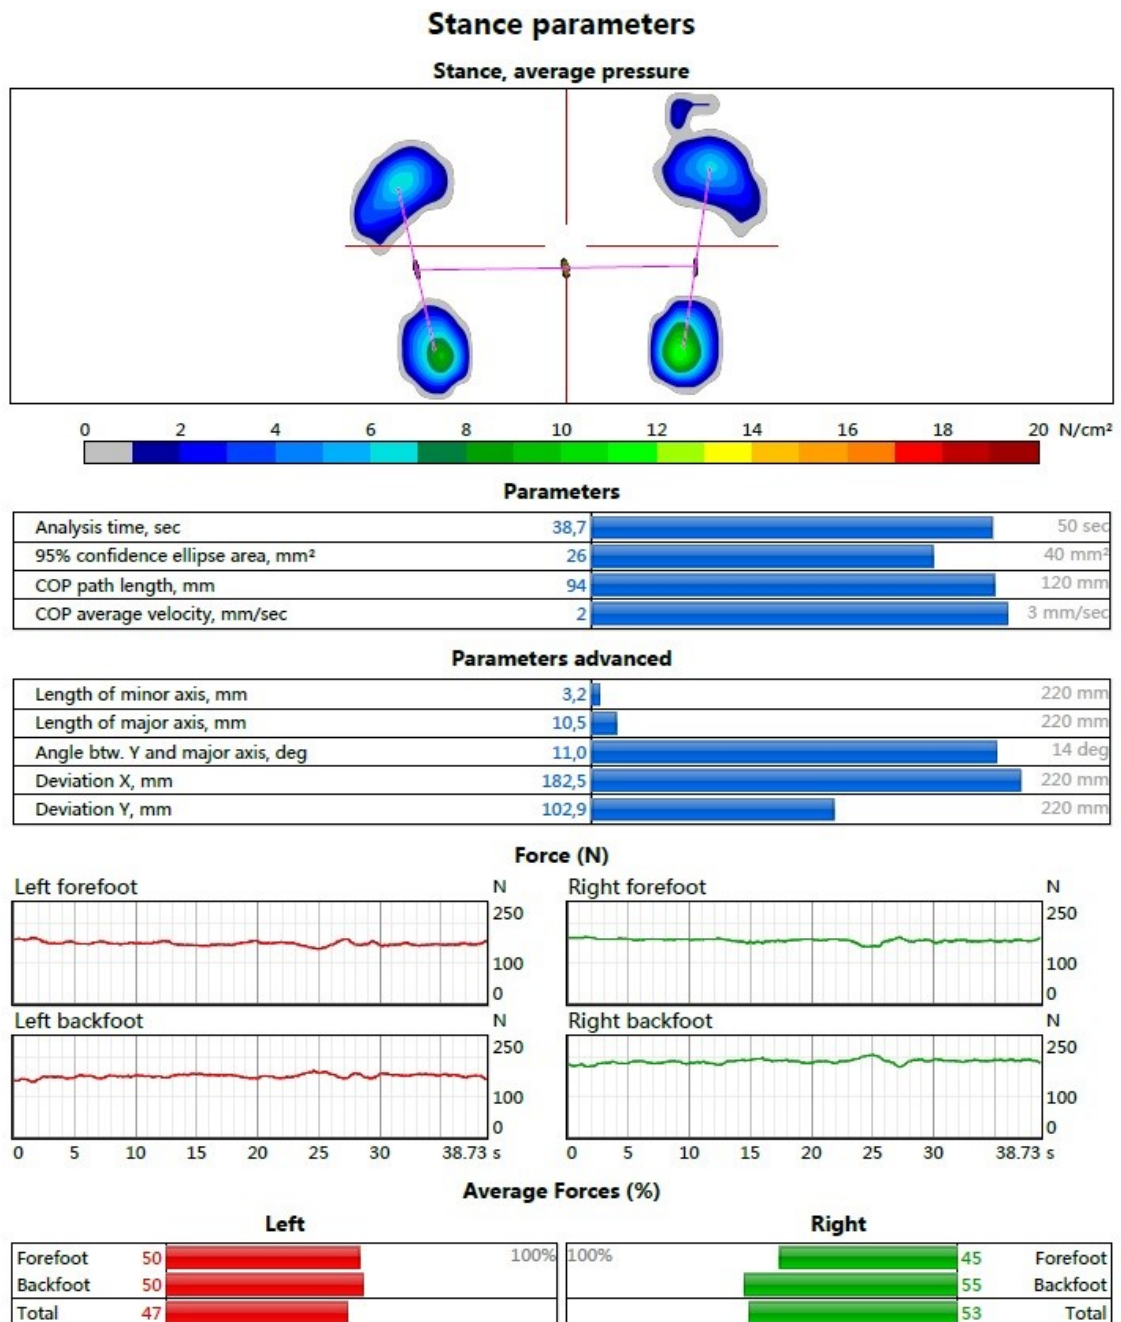 Stance parameters
Stance, average pressure
0 2 4 6 8 10 12 14 16 18 20 N/cm²
Parameters
Analysis time, sec 38,7 50 sec
95% confidence ellipse area, mm² 26 40 mm²
COP path length, mm 94 120 mm
COP average velocity, mm/sec 2 3 mm/sec
Parameters advanced
Length of minor axis, mm 3,2 220 mm
Length of major axis, mm 10,5 220 mm
Angle btw. Y and major axis, deg 11,0 14 deg
Deviation X, mm 182,5 220 mm
Deviation Y, mm 102,9 220 mm
Force (N)
Left forefoot N Right forefoot N
250 250
100 100
0 0
Left backfoot N Right backfoot N
250 250
100 100
0 0
0 5 10 15 20 25 30 38.73 s 0 5 10 15 20 25 30 38.73 s
Average Forces (%)
Left Right
Forefoot 50 100% 100% 45 Forefoot
Backfoot 50 55 Backfoot
Total 47 53 Total